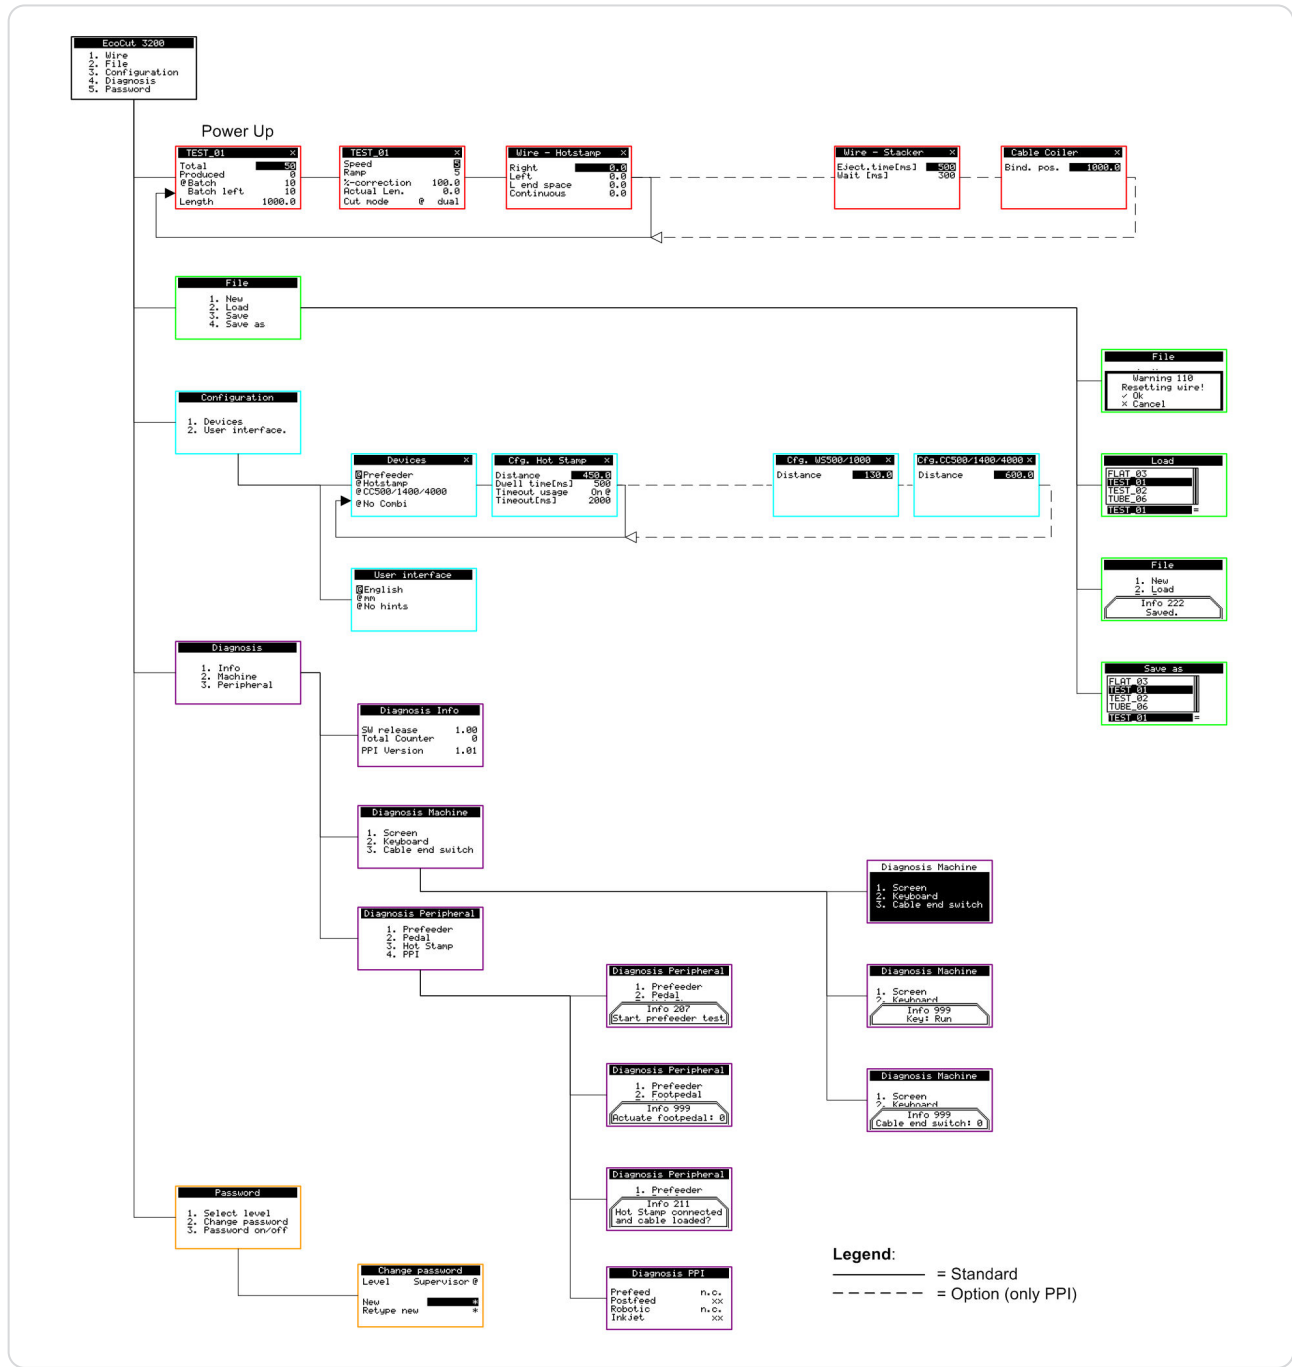 EcoCut 3200
1. Wire
2. File
3. Configuration
4. Diagnosis
5. Password
Power Up
TEST_01 ×
Total 50
Produced 0
@Batch 10
Batch left 10
Length 1000.0
TEST_01 ×
Speed 5
Ramp 5
%-correction 100.0
Actual Len. 0.0
Cut mode @ dual
Wire - Hotstamp ×
Right 0.0
Left 0.0
L end space 0.0
Continuous 0.0
Wire - Stacker ×
Eject.time[ms] 500
Wait [ms] 300
Cable Coiler ×
Bind. pos. 1000.0
File
1. New
2. Load
3. Save
4. Save as
File
Warning 110
Resetting wire!
✓ Ok
× Cancel
Configuration
1. Devices
2. User interface.
Devices ×
@Prefeeder
@Hotstamp
@CC500/1400/4000
@No Combi
Cfg. Hot Stamp ×
Distance 450.0
Dwell time[ms] 500
Timeout usage On@
Timeout[ms] 2000
Cfg. WS500/1000 ×
Distance 130.0
Cfg.CC500/1400/4000 ×
Distance 600.0
Load
FLAT_03
TEST_01
TEST_02
TUBE_06
TEST_01 =
File
1. New
2. Load
Info 222
Saved.
User interface
@English
@mm
@No hints
Diagnosis
1. Info
2. Machine
3. Peripheral
Save as
FLAT_03
TEST_01
TEST_02
TUBE_06
TEST_01 =
Diagnosis Info
SW release 1.00
Total Counter 0
PPI Version 1.01
Diagnosis Machine
1. Screen
2. Keyboard
3. Cable end switch
Diagnosis Machine
1. Screen
2. Keyboard
3. Cable end switch
Diagnosis Peripheral
1. Prefeeder
2. Pedal
3. Hot Stamp
4. PPI
Diagnosis Peripheral
1. Prefeeder
2. Pedal
Info 207
Start prefeeder test
Diagnosis Machine
1. Screen
2. Keyboard
Info 999
Key: Run
Diagnosis Peripheral
1. Prefeeder
2. Footpedal
Info 999
Actuate footpedal: 0
Diagnosis Machine
1. Screen
2. Keyboard
Info 999
Cable end switch: 0
Diagnosis Peripheral
1. Prefeeder
Info 211
Hot Stamp connected
and cable loaded?
Password
1. Select level
2. Change password
3. Password on/off
Change password
Level Supervisor@
New *
Retype new *
Diagnosis PPI
Prefeed n.c.
Postfeed xx
Robotic n.c.
Inkjet xx
Legend:
= Standard
= Option (only PPI)